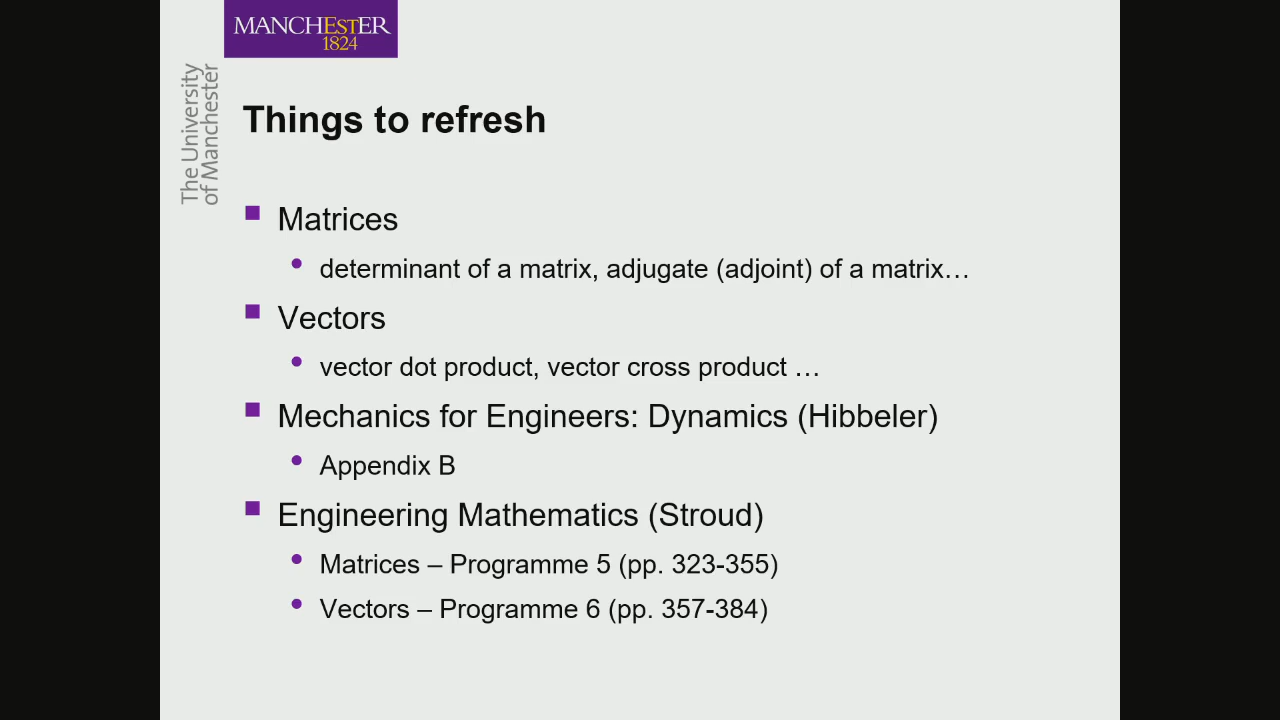 MANCHESTER
1824
The University
of Manchester
Things to refresh
Matrices
determinant of a matrix, adjugate (adjoint) of a matrix…
Vectors
vector dot product, vector cross product …
Mechanics for Engineers: Dynamics (Hibbeler)
Appendix B
Engineering Mathematics (Stroud)
Matrices – Programme 5 (pp. 323-355)
Vectors – Programme 6 (pp. 357-384)